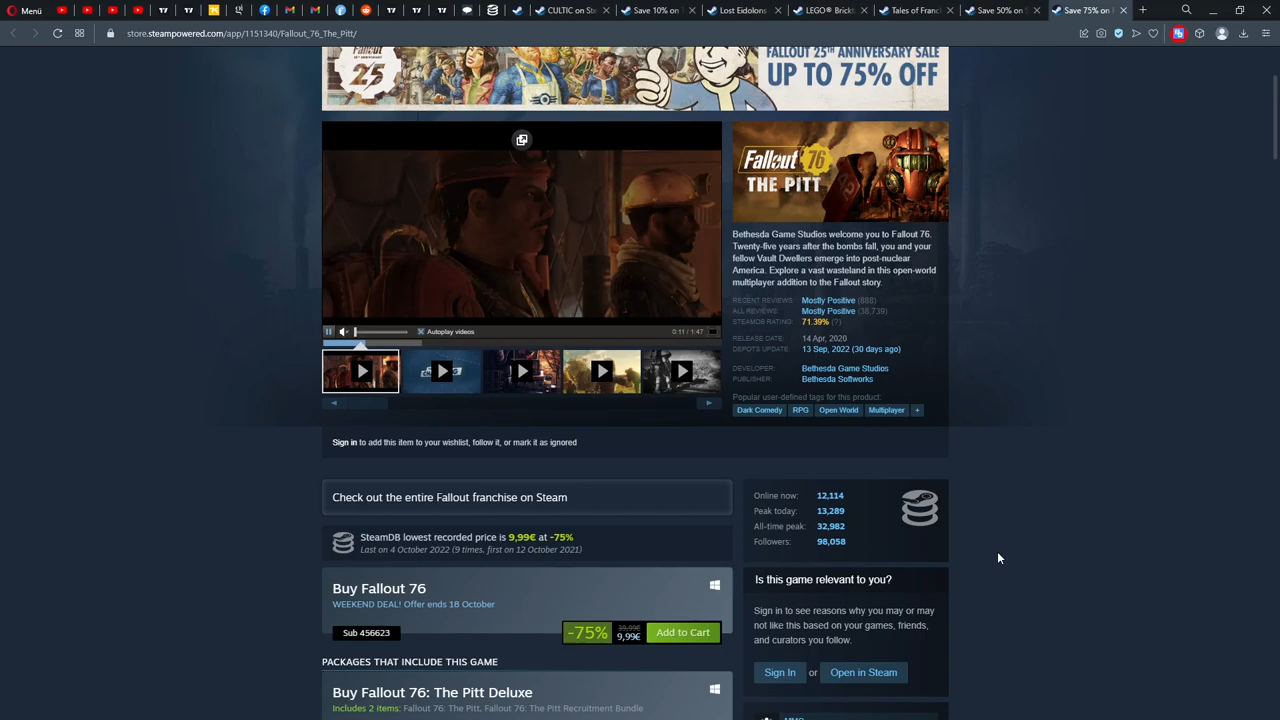 Menü
CULTIC on Ste
Save 10% on S
Lost Eidolons
LEGO® Brickt
Tales of Franc
Save 50% on S
Save 75% on F
store.steampowered.com/app/1151340/Fallout_76_The_Pitt/
Fallout
25
FALLOUT 25TH ANNIVERSARY SALE
UP TO 75% OFF
Autoplay videos
0:11 / 1:47
Fallout 76
THE PITT
Bethesda Game Studios welcome you to Fallout 76.
Twenty-five years after the bombs fall, you and your
fellow Vault Dwellers emerge into post-nuclear
America. Explore a vast wasteland in this open-world
multiplayer addition to the Fallout story.
RECENT REVIEWS: Mostly Positive (888)
ALL REVIEWS: Mostly Positive (38,739)
STEAMDB RATING: 71.39% (?)
RELEASE DATE: 14 Apr, 2020
DEPOTS UPDATE: 13 Sep, 2022 (30 days ago)
DEVELOPER: Bethesda Game Studios
PUBLISHER: Bethesda Softworks
Popular user-defined tags for this product:
Dark Comedy RPG Open World Multiplayer +
Sign in to add this item to your wishlist, follow it, or mark it as ignored
Check out the entire Fallout franchise on Steam
SteamDB lowest recorded price is 9,99€ at -75%
Last on 4 October 2022 (9 times, first on 12 October 2021)
Buy Fallout 76
WEEKEND DEAL! Offer ends 18 October
Sub 456623
-75%
39,99€
9,99€
Add to Cart
PACKAGES THAT INCLUDE THIS GAME
Buy Fallout 76: The Pitt Deluxe
Includes 2 items: Fallout 76: The Pitt, Fallout 76: The Pitt Recruitment Bundle
Online now: 12,114
Peak today: 13,289
All-time peak: 32,982
Followers: 98,058
Is this game relevant to you?
Sign in to see reasons why you may or may
not like this based on your games, friends,
and curators you follow.
Sign In or Open in Steam
MMO